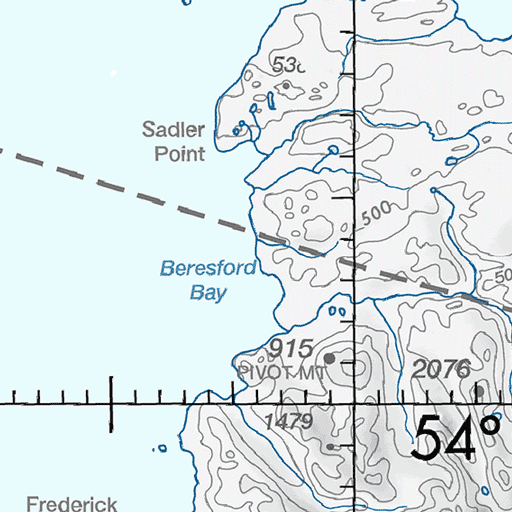 Sadler
Point
500
Beresford
Bay
915
PIVOT MT
2076
1479
54°
Frederick